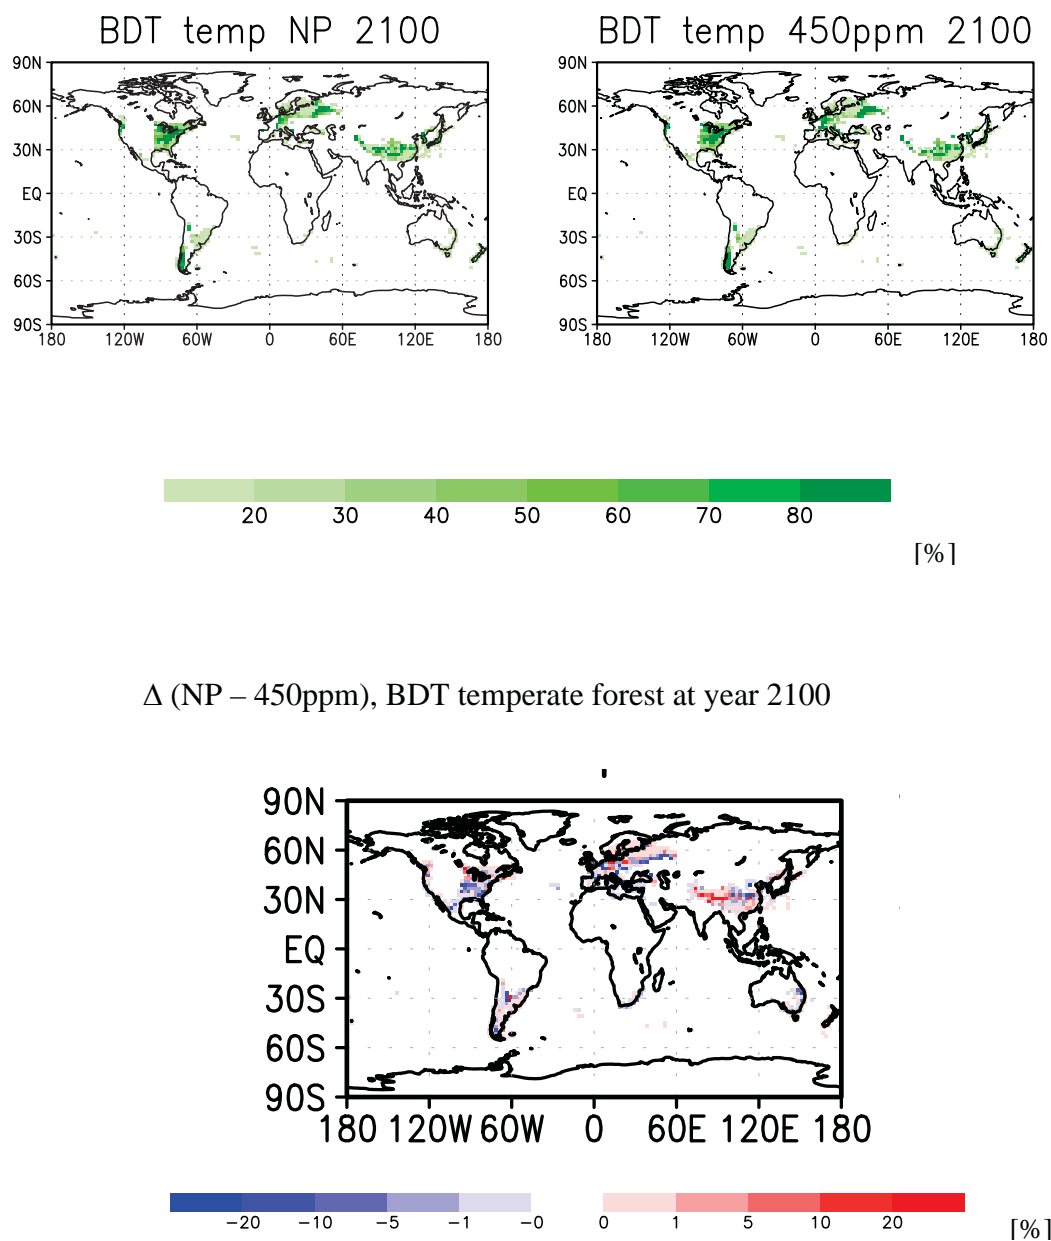 BDT temp NP 2100 BDT temp 450ppm 2100
90N 90N
60N 60N
30N 30N
EQ EQ
30S 30S
60S 60S
90S 90S
180 120W 60W 0 60E 120E 180 180 120W 60W 0 60E 120E 180
20 30 40 50 60 70 80
[%]
Δ (NP – 450ppm), BDT temperate forest at year 2100
90N
60N
30N
EQ
30S
60S
90S
180 120W 60W 0 60E 120E 180
−20 −10 −5 −1 −0 0 1 5 10 20
[%]